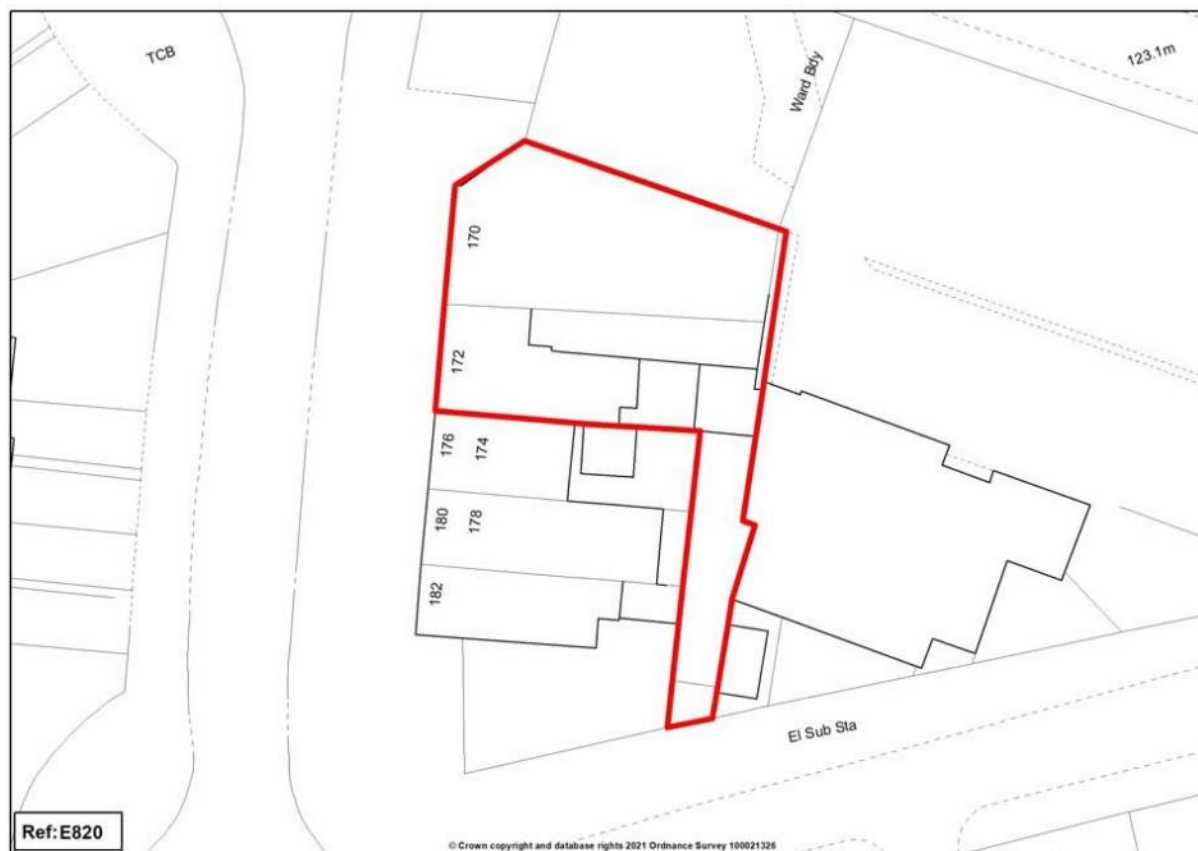 TCB
Ward Bdy
123.1m
170
172
176
174
180
178
182
El Sub Sta
Ref:E820
© Crown copyright and database rights 2021 Ordnance Survey 100021326